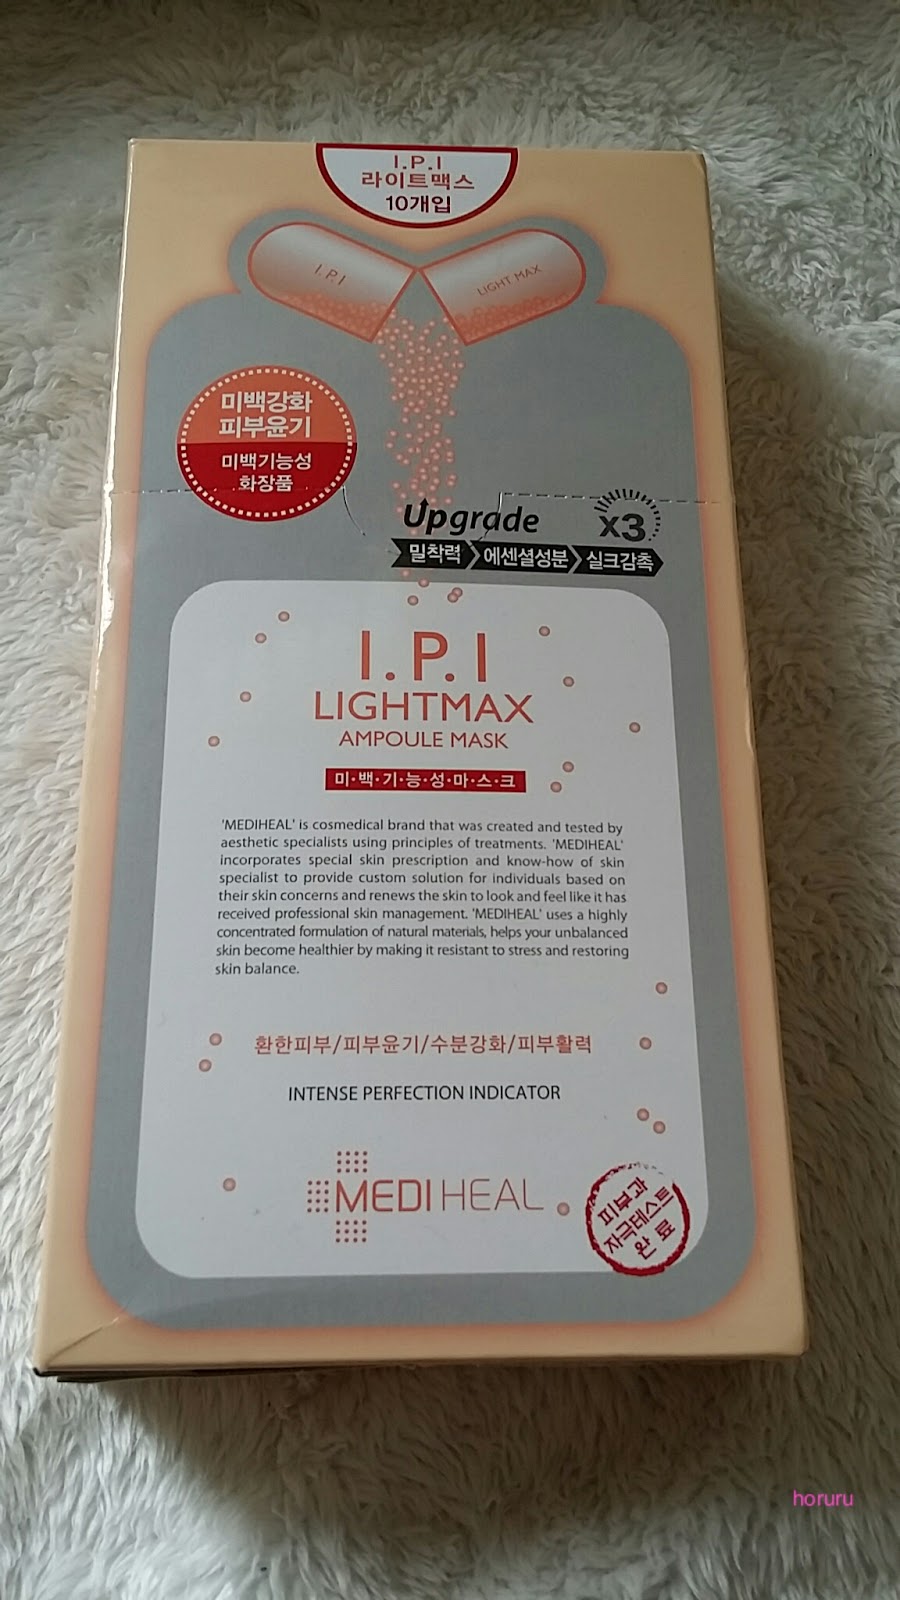 I.P.I
라이트맥스
10개입
I.P.I
LIGHT MAX
미백강화
피부윤기
미백기능성
화장품
Upgrade x3
밀착력 에센셜성분 실크감촉
I.P.I
LIGHTMAX
AMPOULE MASK
미·백·기·능·성·마·스·크
'MEDIHEAL' is cosmedical brand that was created and tested by
aesthetic specialists using principles of treatments. 'MEDIHEAL'
incorporates special skin prescription and know-how of skin
specialist to provide custom solution for individuals based on
their skin concerns and renews the skin to look and feel like it has
received professional skin management. 'MEDIHEAL' uses a highly
concentrated formulation of natural materials, helps your unbalanced
skin become healthier by making it resistant to stress and restoring
skin balance.
환한피부/피부윤기/수분강화/피부활력
INTENSE PERFECTION INDICATOR
MEDIHEAL
피부과
자극테스트
완료
horuru